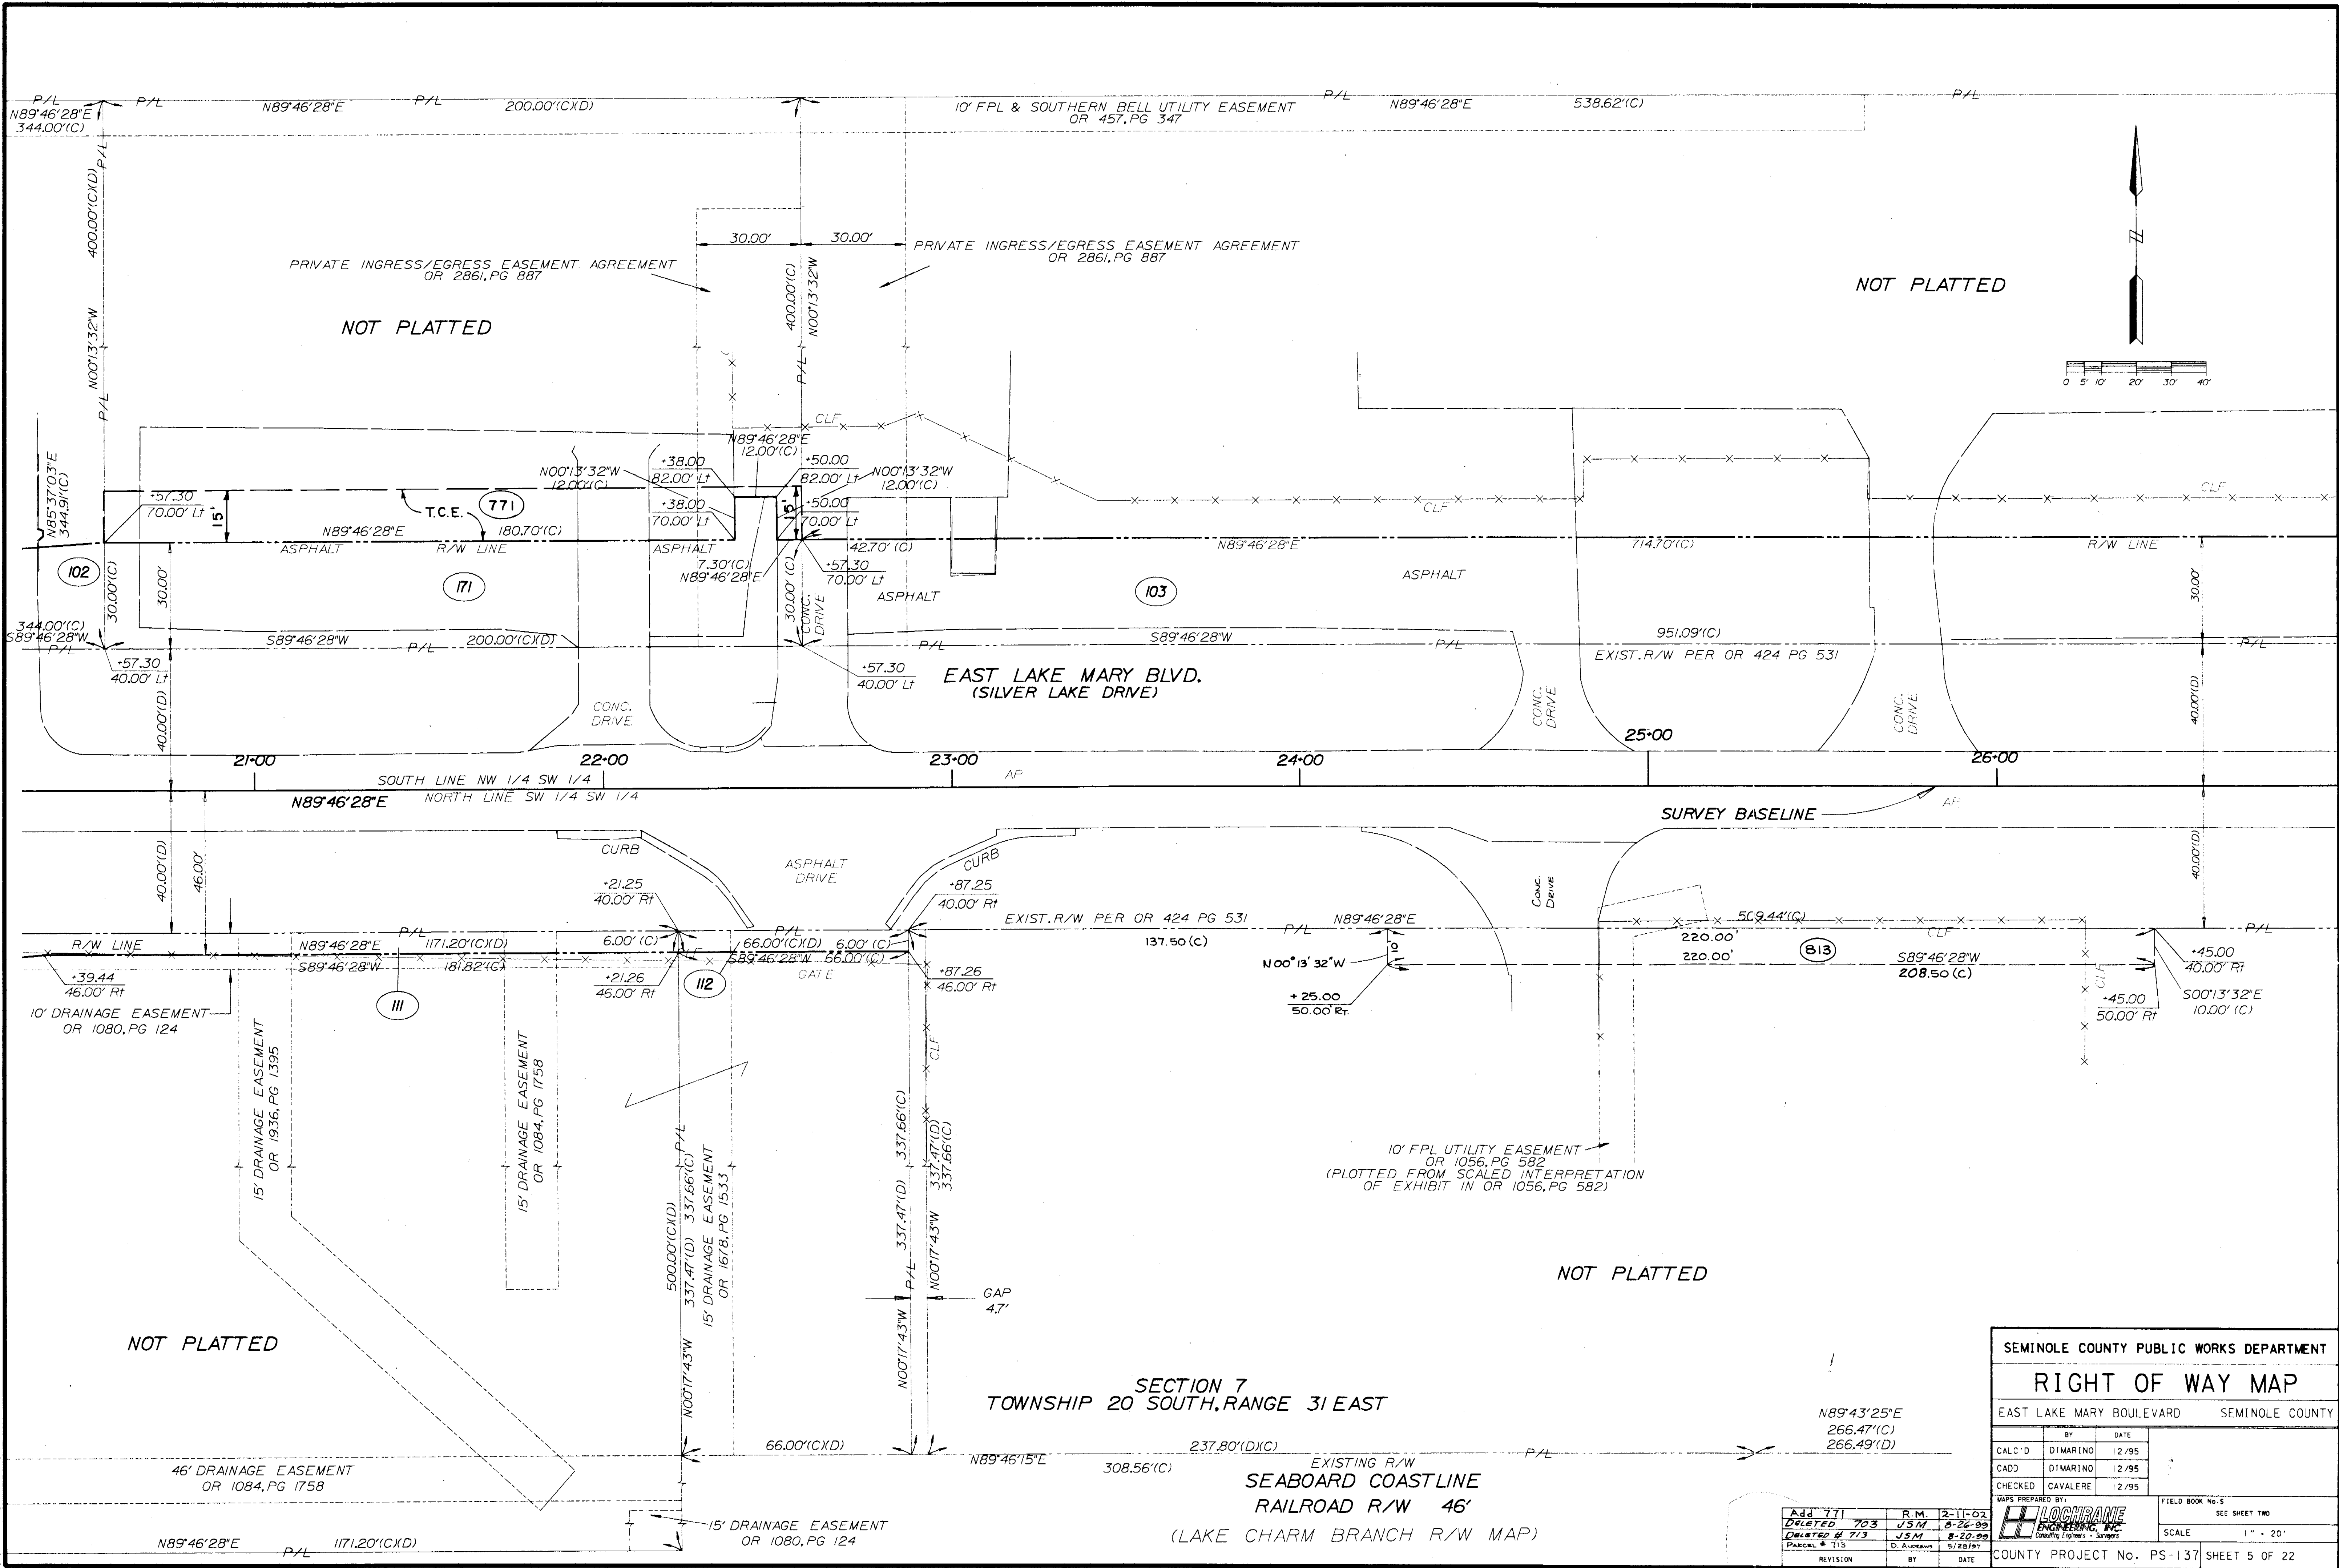 P/L
N89°46'28"E
344.00'(C)
P/L
N89°46'28"E
P/L
200.00'(C)(D)
10' FPL & SOUTHERN BELL UTILITY EASEMENT
OR 457, PG 347
P/L
N89°46'28"E
538.62'(C)
P/L
P/L
400.00'(C)(D)
N00°13'32"W
P/L
30.00'
30.00'
PRIVATE INGRESS/EGRESS EASEMENT AGREEMENT
OR 2861, PG 887
PRIVATE INGRESS/EGRESS EASEMENT AGREEMENT
OR 2861, PG 887
400.00'(C)
N00°13'32"W
P/L
NOT PLATTED
NOT PLATTED
N
0 5' 10' 20' 30' 40'
CLF
N89°46'28"E
12.00'(C)
N85°37'03"E
344.91'(C)
N00°13'32"W
12.00'(C)
+38.00
82.00' Lt
+50.00
82.00' Lt
N00°13'32"W
12.00'(C)
+57.30
70.00' Lt
15'
T.C.E.
771
+38.00
70.00' Lt
15'
+50.00
70.00' Lt
CLF
CLF
N89°46'28"E
180.70'(C)
ASPHALT
R/W LINE
ASPHALT
42.70'(C)
N89°46'28"E
714.70'(C)
R/W LINE
102
30.00'(C)
30.00'
171
7.30'(C)
N89°46'28"E
30.00' (C)
CONC.
DRIVE
+57.30
70.00' Lt
ASPHALT
103
ASPHALT
30.00'
344.00'(C)
S89°46'28"W
P/L
S89°46'28"W
P/L
200.00'(C)(D)
P/L
S89°46'28"W
P/L
951.09'(C)
EXIST. R/W PER OR 424 PG 531
P/L
+57.30
40.00' Lt
+57.30
40.00' Lt
EAST LAKE MARY BLVD.
(SILVER LAKE DRIVE)
40.00'(D)
CONC.
DRIVE
CONC.
DRIVE
CONC.
DRIVE
40.00'(D)
21+00
22+00
23+00
24+00
25+00
26+00
SOUTH LINE NW 1/4 SW 1/4
AP
N89°46'28"E
NORTH LINE SW 1/4 SW 1/4
SURVEY BASELINE
AP
40.00'(D)
46.00'
CURB
ASPHALT
DRIVE
CURB
CONC.
DRIVE
40.00'(D)
+21.25
40.00' Rt
+87.25
40.00' Rt
EXIST. R/W PER OR 424 PG 531
N89°46'28"E
509.44'(C)
R/W LINE
N89°46'28"E
P/L
1171.20'(C)(D)
6.00' (C)
P/L
66.00'(C)(D)
6.00' (C)
137.50 (C)
P/L
10'
220.00'
CLF
P/L
S89°46'28"W
181.82'(C)
CLF
S89°46'28"W
66.00'(C)
GATE
N00°13'32"W
220.00'
813
S89°46'28"W
208.50 (C)
+45.00
40.00' Rt
+39.44
46.00' Rt
+21.26
46.00' Rt
112
+87.26
46.00' Rt
+25.00
50.00' RT.
CLF
+45.00
50.00' Rt
S00°13'32"E
10.00' (C)
111
10' DRAINAGE EASEMENT
OR 1080, PG 124
15' DRAINAGE EASEMENT
OR 1936, PG 1395
15' DRAINAGE EASEMENT
OR 1084, PG 1758
CLF
P/L
500.00'(C)(D)
337.47'(D) 337.66'(C)
N00°17'43"W
15' DRAINAGE EASEMENT
OR 1678, PG 1533
337.47'(D) 337.66'(C)
P/L
N00°17'43"W
337.47'(D)
337.66'(C)
N00°17'43"W
10' FPL UTILITY EASEMENT
OR 1056, PG 582
(PLOTTED FROM SCALED INTERPRETATION
OF EXHIBIT IN OR 1056, PG 582)
GAP
4.7'
NOT PLATTED
NOT PLATTED
SECTION 7
TOWNSHIP 20 SOUTH, RANGE 31 EAST
N89°43'25"E
266.47'(C)
266.49'(D)
66.00'(C)(D)
N89°46'15"E
237.80'(D)(C)
308.56'(C)
P/L
EXISTING R/W
SEABOARD COASTLINE
RAILROAD R/W 46'
(LAKE CHARM BRANCH R/W MAP)
46' DRAINAGE EASEMENT
OR 1084, PG 1758
15' DRAINAGE EASEMENT
OR 1080, PG 124
N89°46'28"E
P/L
1171.20'(C)(D)
SEMINOLE COUNTY PUBLIC WORKS DEPARTMENT
RIGHT OF WAY MAP
EAST LAKE MARY BOULEVARD SEMINOLE COUNTY
BY DATE
CALC'D DIMARINO 12/95
CADD DIMARINO 12/95
CHECKED CAVALERE 12/95
MAPS PREPARED BY:
LOCHRANE
ENGINEERING, INC.
Consulting Engineers • Surveyors
FIELD BOOK No.S
SEE SHEET TWO
SCALE 1" = 20'
COUNTY PROJECT No. PS-137 SHEET 5 OF 22
Add 771 R.M. 2-11-02
DELETED 703 JSM 8-26-99
DELETED # 713 JSM 8-20-99
PARCEL # 713 D. ANDREWS 5/28/97
REVISION BY DATE